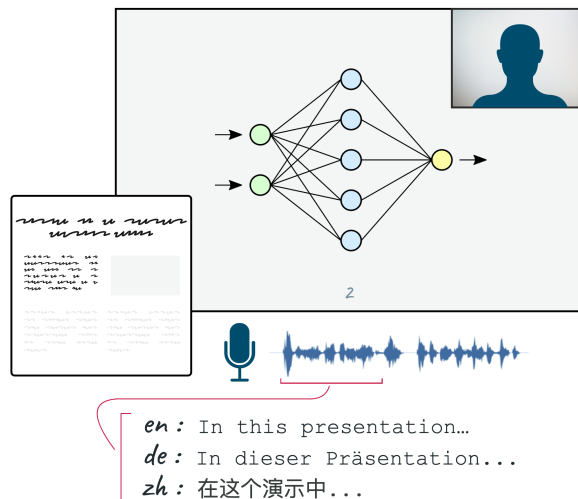 2
en: In this presentation…
de: In dieser Präsentation...
zh: 在这个演示中...